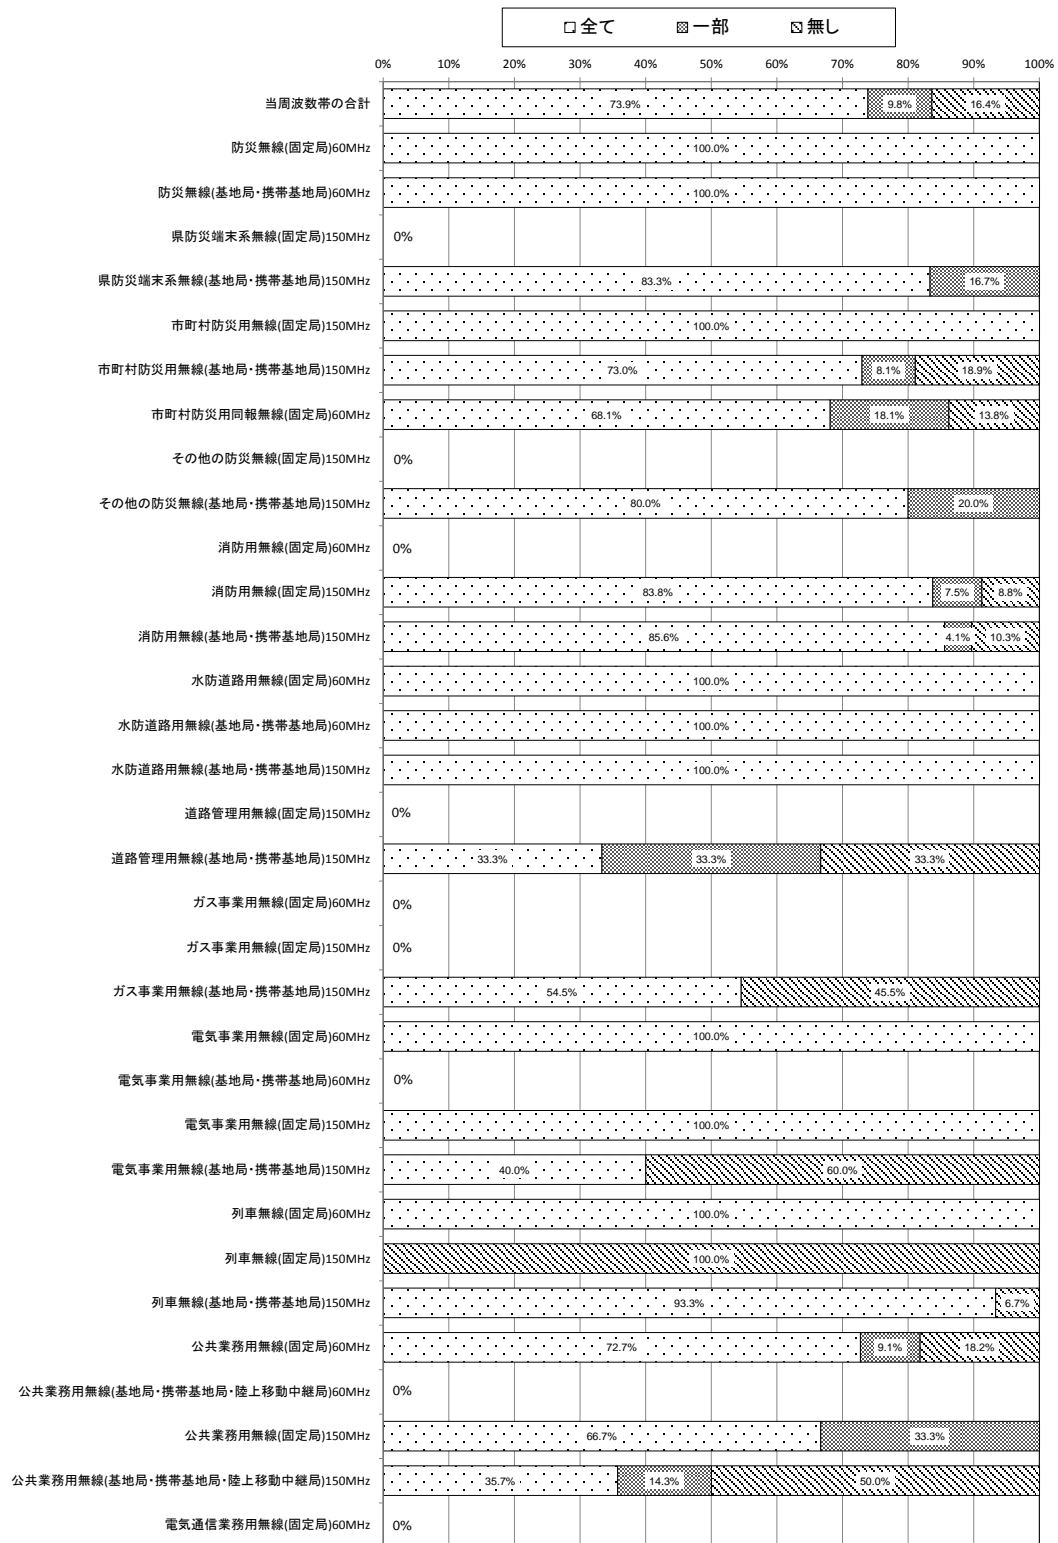 全て 一部 無し
0% 10% 20% 30% 40% 50% 60% 70% 80% 90% 100%
当周波数帯の合計 73.9% 9.8% 16.4%
防災無線(固定局)60MHz 100.0%
防災無線(基地局・携帯基地局)60MHz 100.0%
県防災端末系無線(固定局)150MHz 0%
県防災端末系無線(基地局・携帯基地局)150MHz 83.3% 16.7%
市町村防災用無線(固定局)150MHz 100.0%
市町村防災用無線(基地局・携帯基地局)150MHz 73.0% 8.1% 18.9%
市町村防災用同報無線(固定局)60MHz 68.1% 18.1% 13.8%
その他の防災無線(固定局)150MHz 0%
その他の防災無線(基地局・携帯基地局)150MHz 80.0% 20.0%
消防用無線(固定局)60MHz 0%
消防用無線(固定局)150MHz 83.8% 7.5% 8.8%
消防用無線(基地局・携帯基地局)150MHz 85.6% 4.1% 10.3%
水防道路用無線(固定局)60MHz 100.0%
水防道路用無線(基地局・携帯基地局)60MHz 100.0%
水防道路用無線(基地局・携帯基地局)150MHz 100.0%
道路管理用無線(固定局)150MHz 0%
道路管理用無線(基地局・携帯基地局)150MHz 33.3% 33.3% 33.3%
ガス事業用無線(固定局)60MHz 0%
ガス事業用無線(固定局)150MHz 0%
ガス事業用無線(基地局・携帯基地局)150MHz 54.5% 45.5%
電気事業用無線(固定局)60MHz 100.0%
電気事業用無線(基地局・携帯基地局)60MHz 0%
電気事業用無線(固定局)150MHz 100.0%
電気事業用無線(基地局・携帯基地局)150MHz 40.0% 60.0%
列車無線(固定局)60MHz 100.0%
列車無線(固定局)150MHz 100.0%
列車無線(基地局・携帯基地局)150MHz 93.3% 6.7%
公共業務用無線(固定局)60MHz 72.7% 9.1% 18.2%
公共業務用無線(基地局・携帯基地局・陸上移動中継局)60MHz 0%
公共業務用無線(固定局)150MHz 66.7% 33.3%
公共業務用無線(基地局・携帯基地局・陸上移動中継局)150MHz 35.7% 14.3% 50.0%
電気通信業務用無線(固定局)60MHz 0%